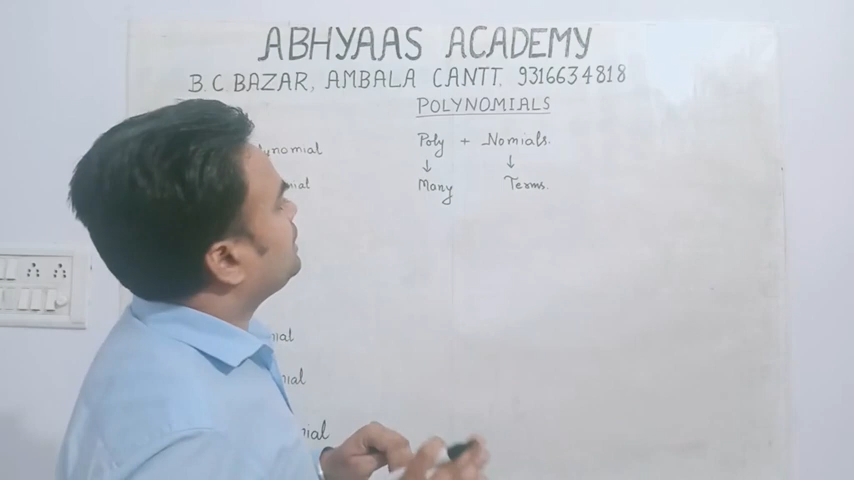 ABHYAAS ACADEMY
B.C BAZAR, AMBALA CANTT. 9316634818
POLYNOMIALS
Poly + Nomials.
↓ ↓
Many Terms.